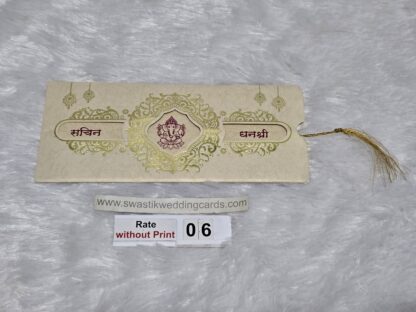 सचिन
धनश्री
www.swastikweddingcards.com
Rate
without Print
06